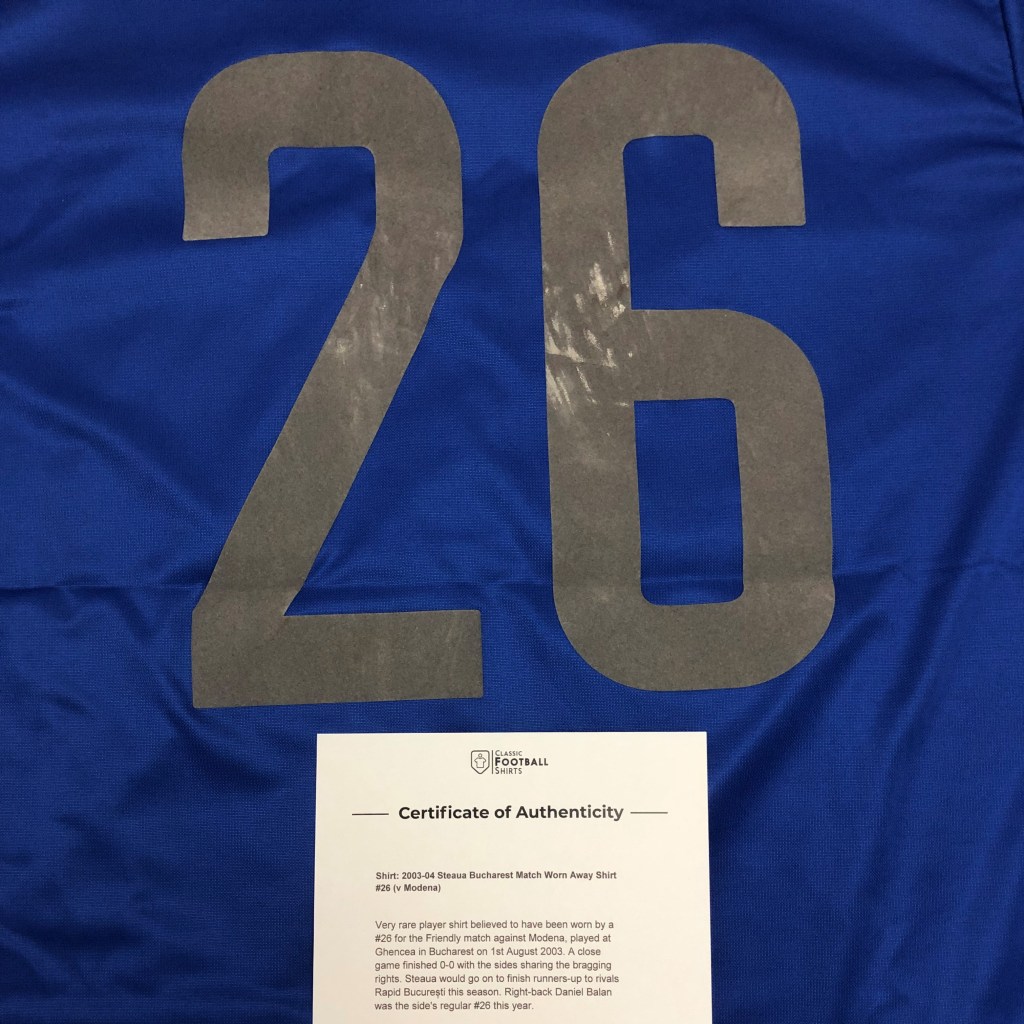 26
CLASSIC
FOOTBALL
SHIRTS
Certificate of Authenticity
Shirt: 2003-04 Steaua Bucharest Match Worn Away Shirt
#26 (v Modena)
Very rare player shirt believed to have been worn by a
#26 for the Friendly match against Modena, played at
Ghencea in Bucharest on 1st August 2003. A close
game finished 0-0 with the sides sharing the bragging
rights. Steaua would go on to finish runners-up to rivals
Rapid București this season. Right-back Daniel Balan
was the side's regular #26 this year.